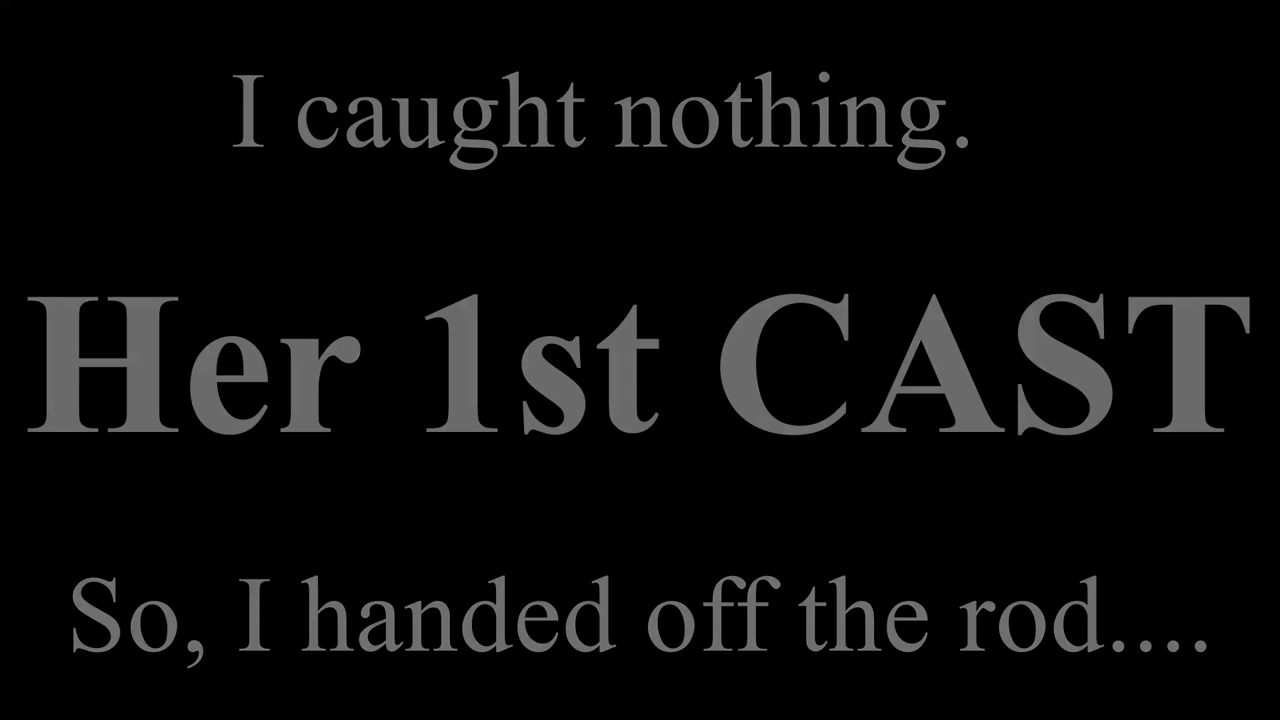 I caught nothing.
Her 1st CAST
So, I handed off the rod....